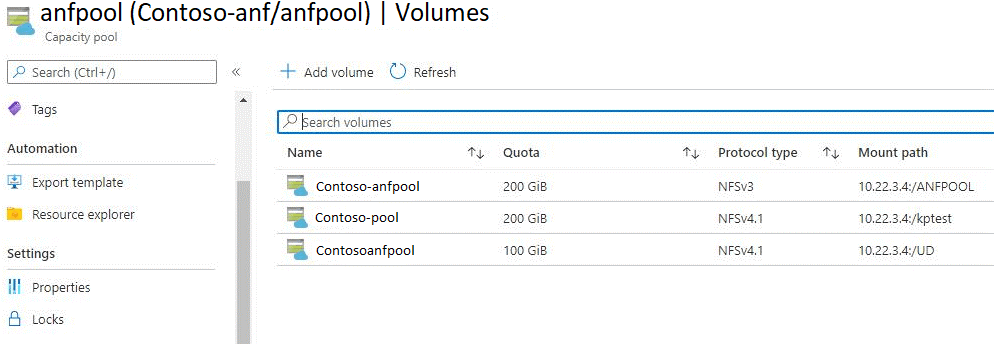 anfpool (Contoso-anf/anfpool) | Volumes
Capacity pool
Search (Ctrl+/)
«
Add volume
Refresh
Tags
Search volumes
Automation
Name
Quota
Protocol type
Mount path
Export template
Contoso-anfpool
200 GiB
NFSv3
10.22.3.4:/ANFPOOL
Resource explorer
Contoso-pool
200 GiB
NFSv4.1
10.22.3.4:/kptest
Settings
Contosoanfpool
100 GiB
NFSv4.1
10.22.3.4:/UD
Properties
Locks